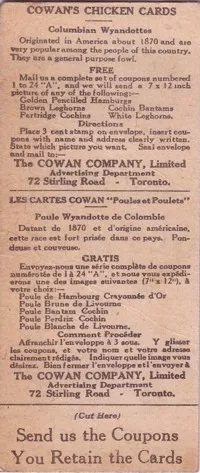 COWAN'S CHICKEN CARDS
Columbian Wyandottes
Originated in America about 1870 and are
very popular among the people of this country.
They are a general purpose fowl.
FREE
Mail us a complete set of coupons numbered
1 to 24 "A", and we will send a 7 x 12 inch
picture of any of the following:-
Golden Pencilled Hamburgs
Brown Leghorns Cochin Bantams
Partridge Cochins White Leghorns.
Directions
Place 3 cent stamp on envelope, insert coupons
with name and address clearly written.
State which picture you want. Seal envelope
and mail to:-
The COWAN COMPANY, Limited
Advertising Department
72 Stirling Road - Toronto.
LES CARTES COWAN "Poules et Poulets"
Poule Wyandotte de Colombie
Datant de 1870 et d'origine américaine,
cette race est fort prisée dans ce pays. Pondeuse
et couveuse.
GRATIS
Envoyez-nous une série complète de coupons
numérotés de 1 à 24 "A", et nous vous expédierons
une des images suivantes (7" x 12"), à
votre choix:-
Poule de Hambourg Crayonnée d'Or
Poule Brune de Livourne
Poule Bantam Cochin
Poule Perdrix Cochin
Poule Blanche de Livourne.
Comment Procéder
Affranchir l'enveloppe à 3 sous. Y glisser
les coupons, et votre nom et votre adresse
clairement rédigés. Indiquer quelle image vous
désirez. Bien fermer l'enveloppe et l'envoyer à
The COWAN COMPANY, Limited
Advertising Department
72 Stirling Road - Toronto.
(Cut Here)
Send us the Coupons
You Retain the Cards